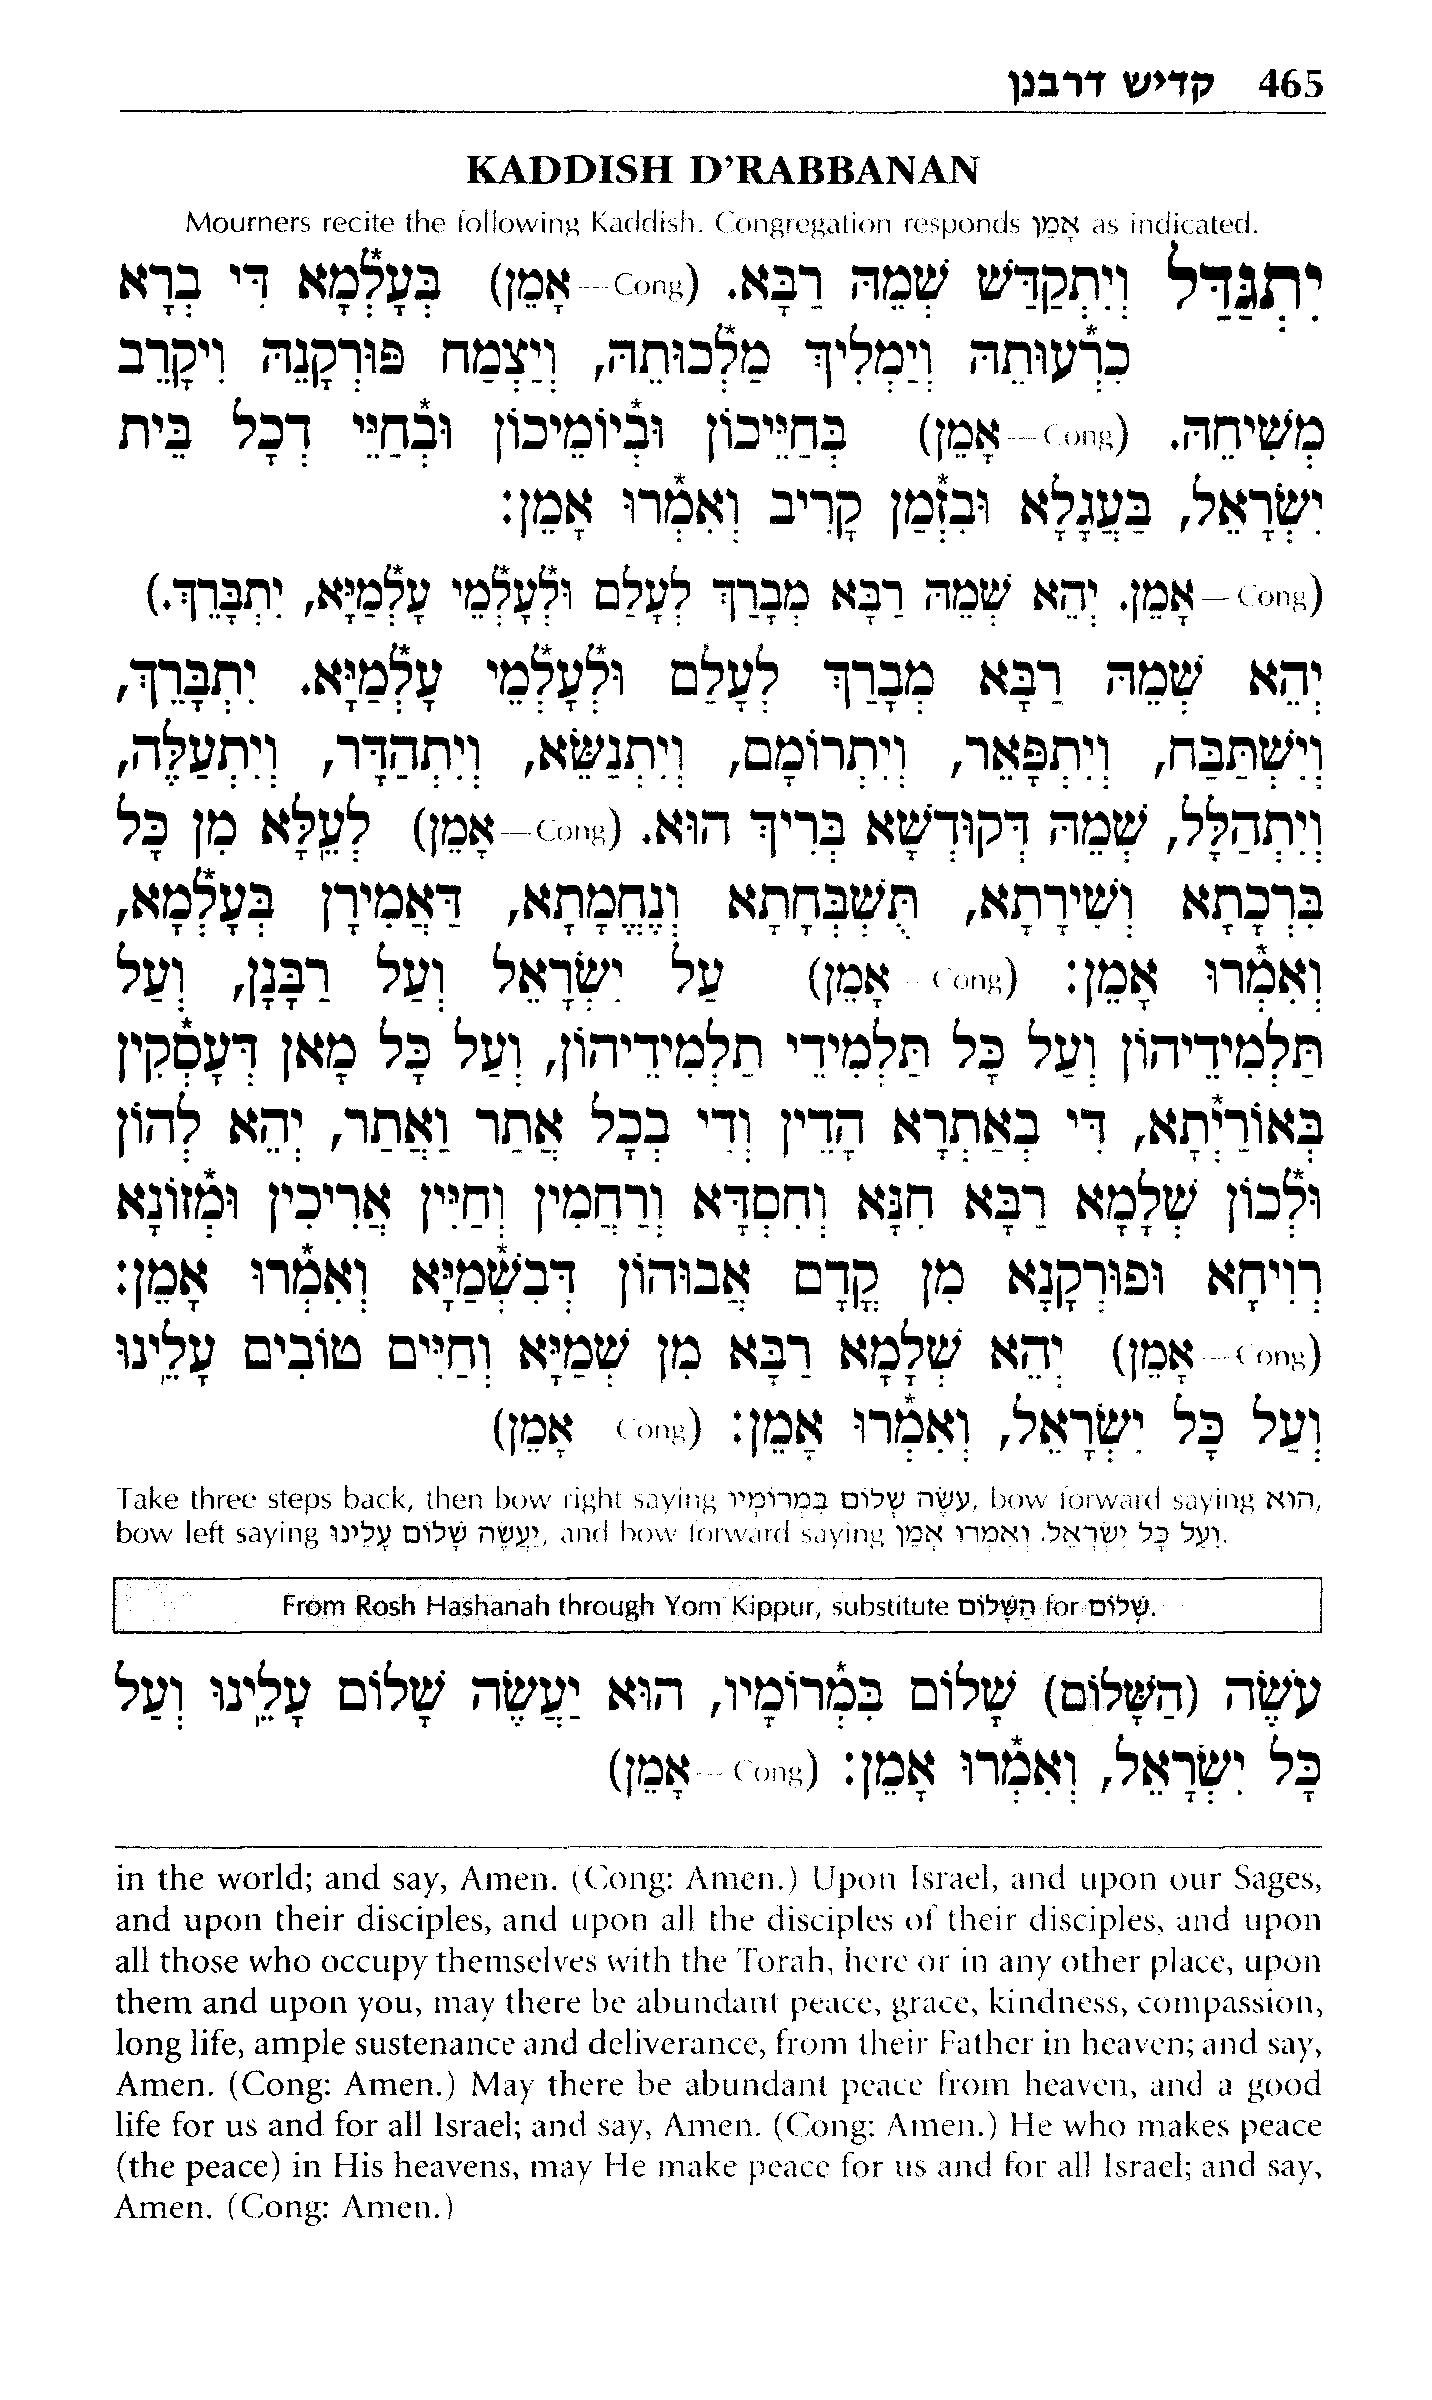 465 קדיש דרבנן
KADDISH D'RABBANAN
Mourners recite the following Kaddish. Congregation responds אָמֵן as indicated.
יִתְגַּדַּל וְיִתְקַדַּשׁ שְׁמֵהּ רַבָּא. (Cong—אָמֵן) בְּעָלְ֯מָא דִּי בְרָא
כִרְ֯עוּתֵהּ וְיַמְלִיךְ מַלְ֯כוּתֵהּ, וְיַצְמַח פּוּרְקָנֵהּ וִיקָרֵב
מְשִׁיחֵהּ. (Cong—אָמֵן) בְּחַיֵּיכוֹן וּבְ֯יוֹמֵיכוֹן וּבְ֯חַיֵּי דְכָל בֵּית
יִשְׂרָאֵל, בַּעֲגָלָא וּבִזְ֯מַן קָרִיב וְאִמְ֯רוּ אָמֵן:
(Cong—אָמֵן. יְהֵא שְׁמֵהּ רַבָּא מְבָרַךְ לְעָלַם וּלְ֯עָלְ֯מֵי עָלְ֯מַיָּא, יִתְבָּרֵךְ.)
יְהֵא שְׁמֵהּ רַבָּא מְבָרַךְ לְעָלַם וּלְ֯עָלְ֯מֵי עָלְ֯מַיָּא. יִתְבָּרֵךְ,
וְיִשְׁתַּבַּח, וְיִתְפָּאֵר, וְיִתְרוֹמָם, וְיִתְנַשֵּׂא, וְיִתְהַדָּר, וְיִתְעַלֶּה,
וְיִתְהַלָּל, שְׁמֵהּ דְּקוּדְשָׁא בְּרִיךְ הוּא. (Cong—אָמֵן) לְעֵלָּא מִן כָּל
בִּרְכָתָא וְשִׁירָתָא, תֻּשְׁבְּחָתָא וְנֶחֱמָתָא, דַּאֲמִירָן בְּעָלְ֯מָא,
וְאִמְ֯רוּ אָמֵן: (Cong—אָמֵן) עַל יִשְׂרָאֵל וְעַל רַבָּנָן, וְעַל
תַּלְמִידֵיהוֹן וְעַל כָּל תַּלְמִידֵי תַלְמִידֵיהוֹן, וְעַל כָּל מָאן דְּעָסְ֯קִין
בְּאוֹרַיְ֯תָא, דִּי בְאַתְרָא הָדֵין וְדִי בְכָל אֲתַר וַאֲתַר, יְהֵא לְהוֹן
וּלְ֯כוֹן שְׁלָמָא רַבָּא חִנָּא וְחִסְדָּא וְרַחֲמִין וְחַיִּין אֲרִיכִין וּמְ֯זוֹנָא
רְוִיחָא וּפוּרְקָנָא מִן קֳדָם אֲבוּהוֹן דְּבִשְׁ֯מַיָּא וְאִמְ֯רוּ אָמֵן:
(Cong—אָמֵן) יְהֵא שְׁלָמָא רַבָּא מִן שְׁמַיָּא וְחַיִּים טוֹבִים עָלֵינוּ
וְעַל כָּל יִשְׂרָאֵל, וְאִמְ֯רוּ אָמֵן: (Cong אָמֵן)
Take three steps back, then bow right saying עֹשֶׂה שָׁלוֹם בִּמְרוֹמָיו, bow forward saying הוּא,
bow left saying יַעֲשֶׂה שָׁלוֹם עָלֵינוּ, and bow forward saying וְעַל כָּל יִשְׂרָאֵל. וְאִמְרוּ אָמֵן.
From Rosh Hashanah through Yom Kippur, substitute הַשָּׁלוֹם for שָׁלוֹם.
עֹשֶׂה (הַשָּׁלוֹם) שָׁלוֹם בִּמְ֯רוֹמָיו, הוּא יַעֲשֶׂה שָׁלוֹם עָלֵינוּ וְעַל
כָּל יִשְׂרָאֵל, וְאִמְ֯רוּ אָמֵן: (Cong—אָמֵן)
in the world; and say, Amen. (Cong: Amen.) Upon Israel, and upon our Sages,
and upon their disciples, and upon all the disciples of their disciples, and upon
all those who occupy themselves with the Torah, here or in any other place, upon
them and upon you, may there be abundant peace, grace, kindness, compassion,
long life, ample sustenance and deliverance, from their Father in heaven; and say,
Amen. (Cong: Amen.) May there be abundant peace from heaven, and a good
life for us and for all Israel; and say, Amen. (Cong: Amen.) He who makes peace
(the peace) in His heavens, may He make peace for us and for all Israel; and say,
Amen. (Cong: Amen.)